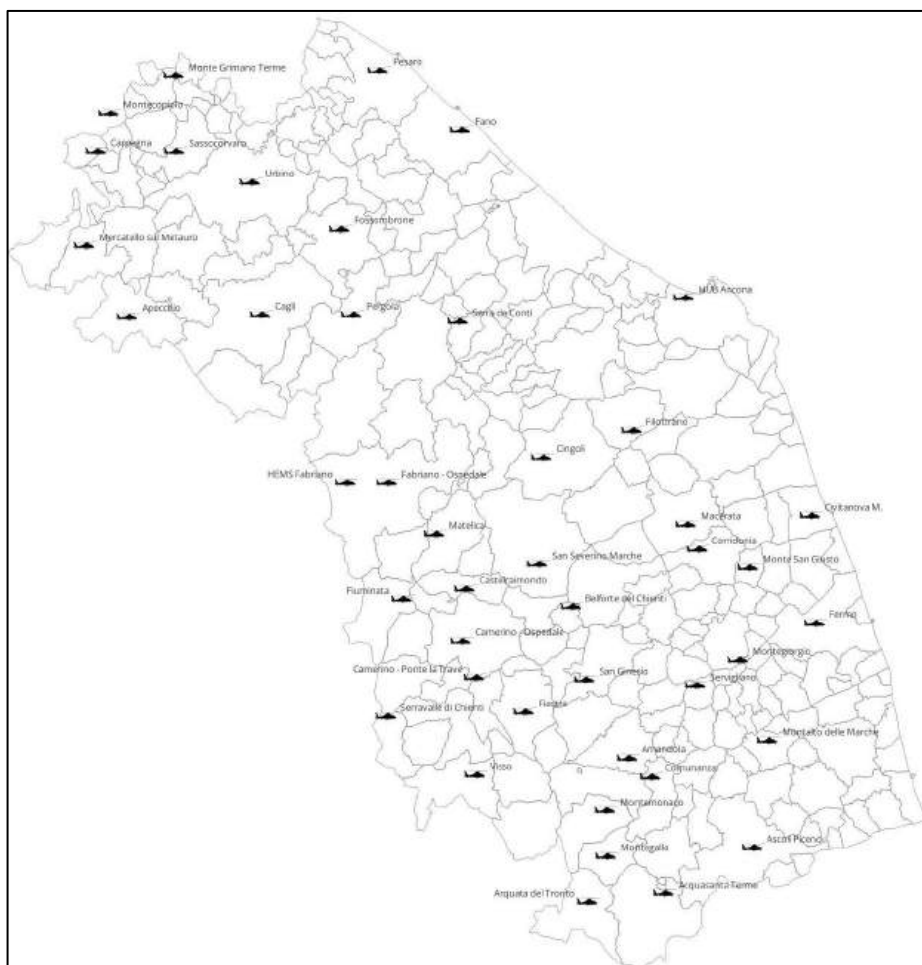 Pesaro
Monte Grimano Terme
Montecopiolo
Fano
Carpegna
Sassocorvaro
Urbino
Fossombrone
Mercatello sul Metauro
HUB Ancona
Apecchio
Cagli
Pergola
Serra de Conti
Filottrano
Cingoli
HEMS Fabriano
Fabriano - Ospedale
Civitanova M.
Macerata
Matelica
Corridonia
San Severino Marche
Monte San Giusto
Castelraimondo
Fiuminata
Belforte del Chienti
Fermo
Camerino - Ospedale
Montegiorgio
Camerino - Ponte la Trave
San Ginesio
Servigliano
Serravalle di Chienti
Fiastra
Montalto delle Marche
Amandola
Visso
Comunanza
Montemonaco
Ascoli Piceno
Montegallo
Acquasanta Terme
Arquata del Tronto